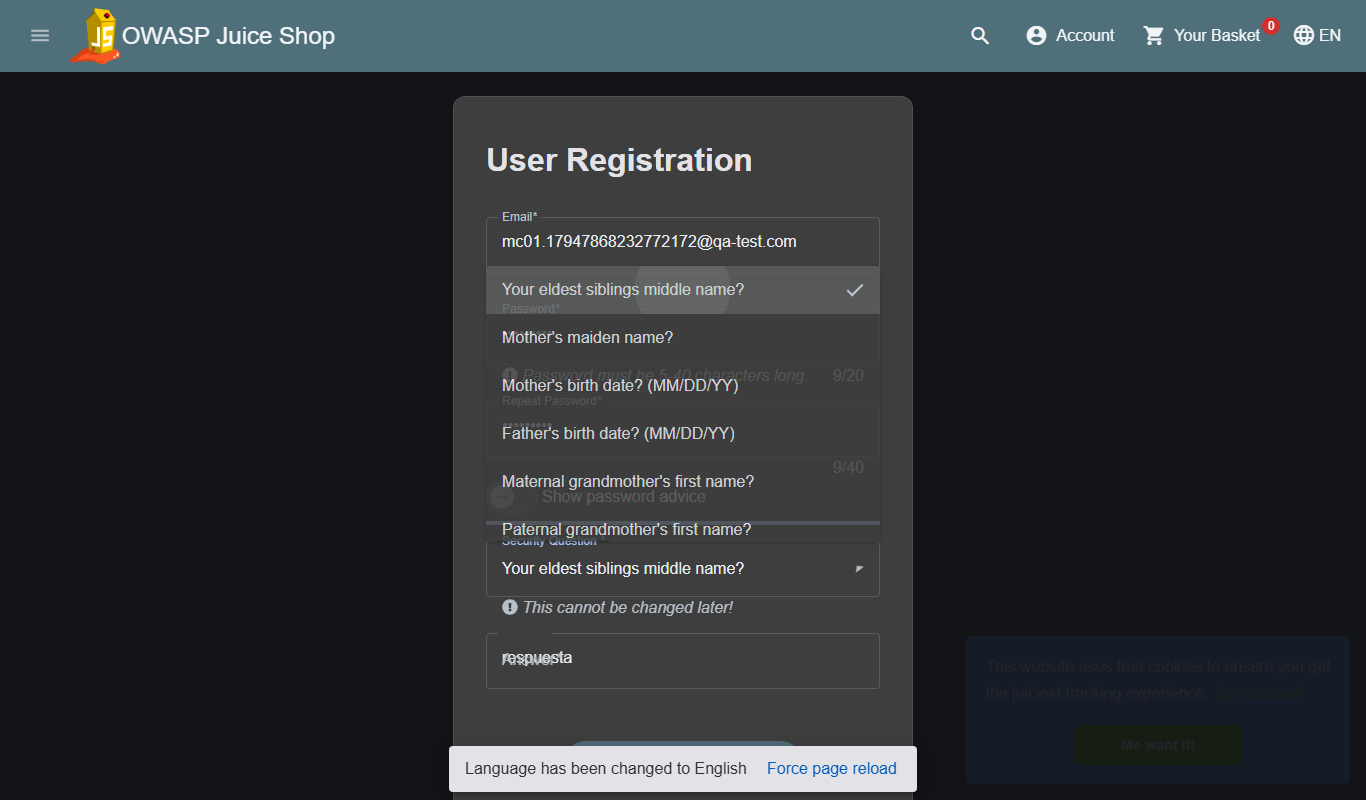 OWASP Juice Shop
Account
Your Basket
0
EN
User Registration
Email*
mc01.17947868232772172@qa-test.com
Your eldest siblings middle name?
Password*
Mother's maiden name?
Password must be 5-40 characters long.
9/20
Mother's birth date? (MM/DD/YY)
Repeat Password*
Father's birth date? (MM/DD/YY)
9/40
Maternal grandmother's first name?
Show password advice
Paternal grandmother's first name?
Security Question
Your eldest siblings middle name?
This cannot be changed later!
Answer
respuesta
This website uses fruit cookies to ensure you get
the juiciest tracking experience. But me wait!
Me want it!
Language has been changed to English
Force page reload